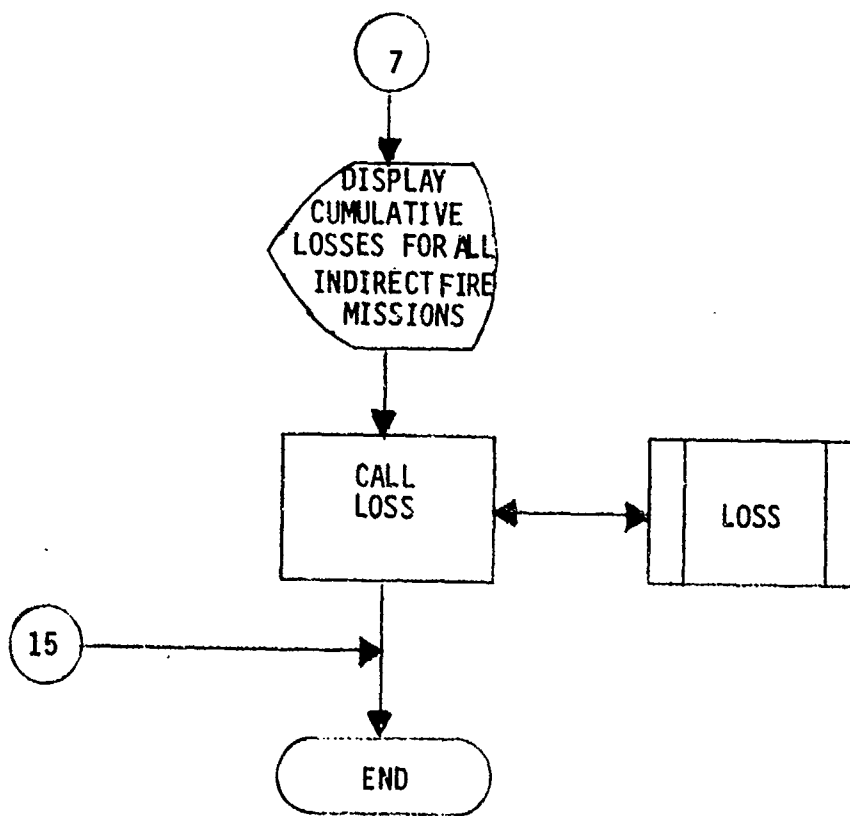 7
DISPLAY
CUMULATIVE
LOSSES FOR ALL
INDIRECT FIRE
MISSIONS
CALL
LOSS
LOSS
15
END